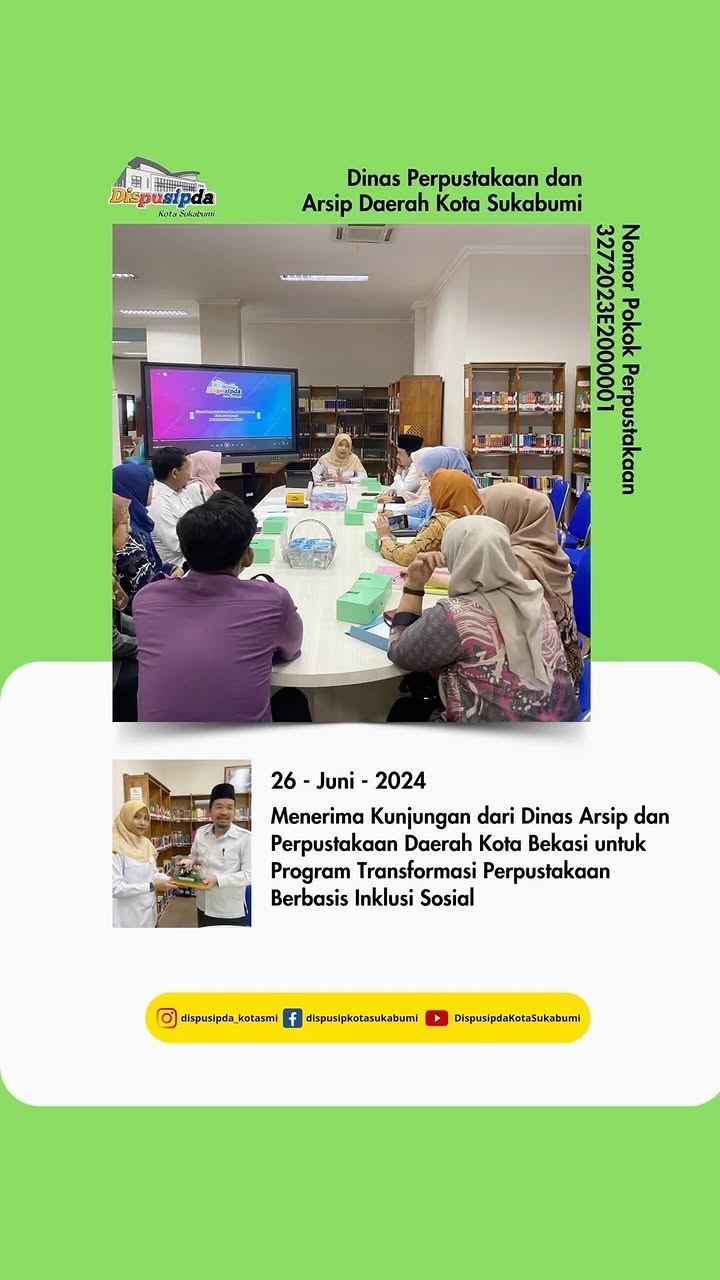 Dispusipda
Kota Sukabumi
Dinas Perpustakaan dan
Arsip Daerah Kota Sukabumi
Nomor Pokok Perpustakaan
3272023E2000001
Dispusipda
26 - Juni - 2024
Menerima Kunjungan dari Dinas Arsip dan
Perpustakaan Daerah Kota Bekasi untuk
Program Transformasi Perpustakaan
Berbasis Inklusi Sosial
dispusipda_kotasmi
dispusipkotasukabumi
DispusipdaKotaSukabumi